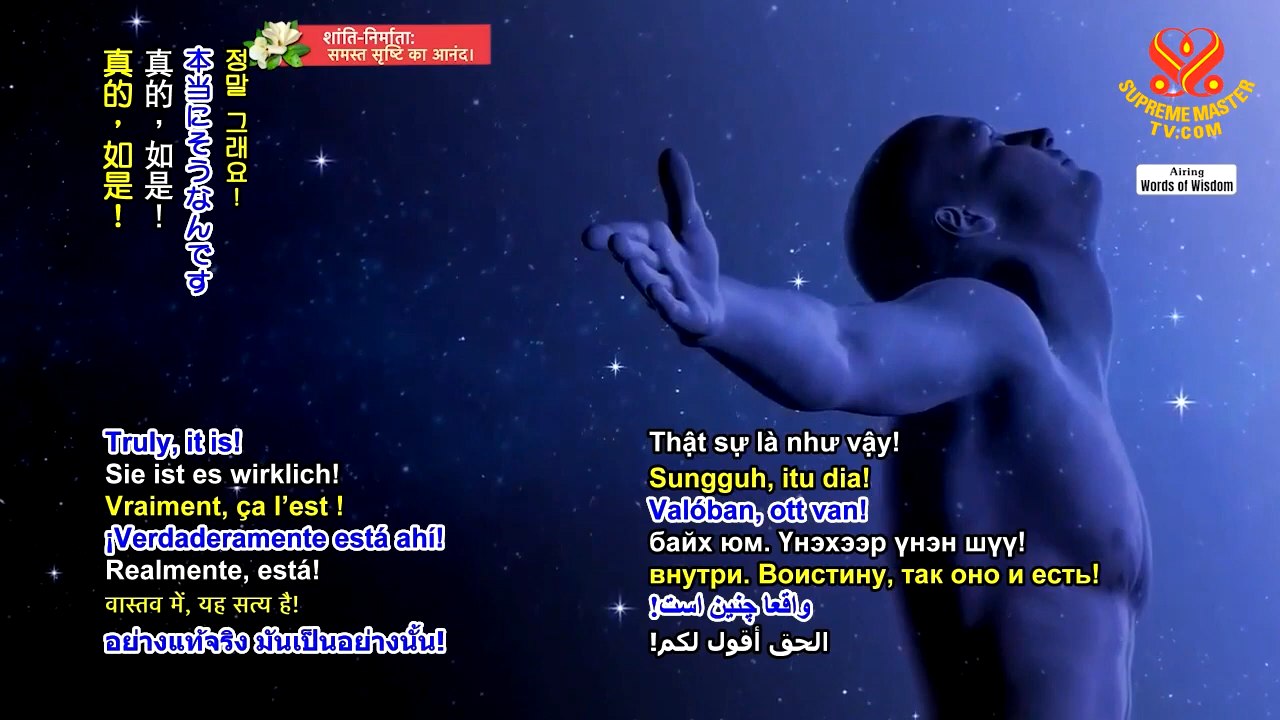 शांति-निर्माता:
समस्त सृष्टि का आनंद।
SUPREME MASTER
TV.COM
Airing
Words of Wisdom
정말 그래요!
本当にそうなんです
真的，如是！
真的，如是！
Truly, it is!
Sie ist es wirklich!
Vraiment, ça l’est !
¡Verdaderamente está ahí!
Realmente, está!
वास्तव में, यह सत्य है!
อย่างแท้จริง มันเป็นอย่างนั้น!
Thật sự là như vậy!
Sungguh, itu dia!
Valóban, ott van!
байх юм. Үнэхээр үнэн шүү!
внутри. Воистину, так оно и есть!
واقعا چنین است!
الحق أقول لكم!